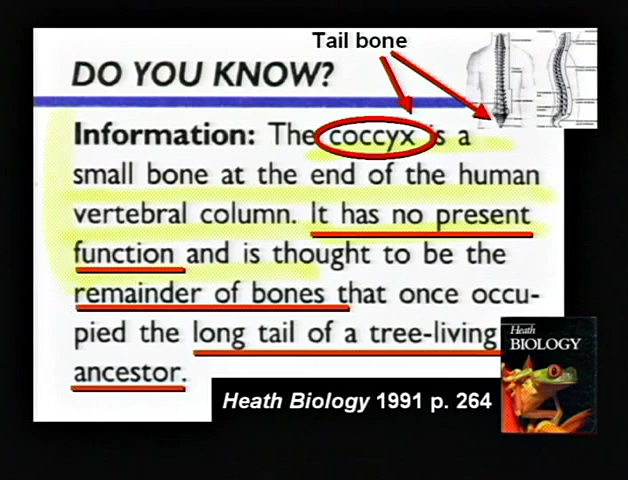 Tail bone
DO YOU KNOW?
Information: The coccyx is a
small bone at the end of the human
vertebral column. It has no present
function and is thought to be the
remainder of bones that once occu-
pied the long tail of a tree-living
ancestor.
Heath
BIOLOGY
Heath Biology 1991 p. 264